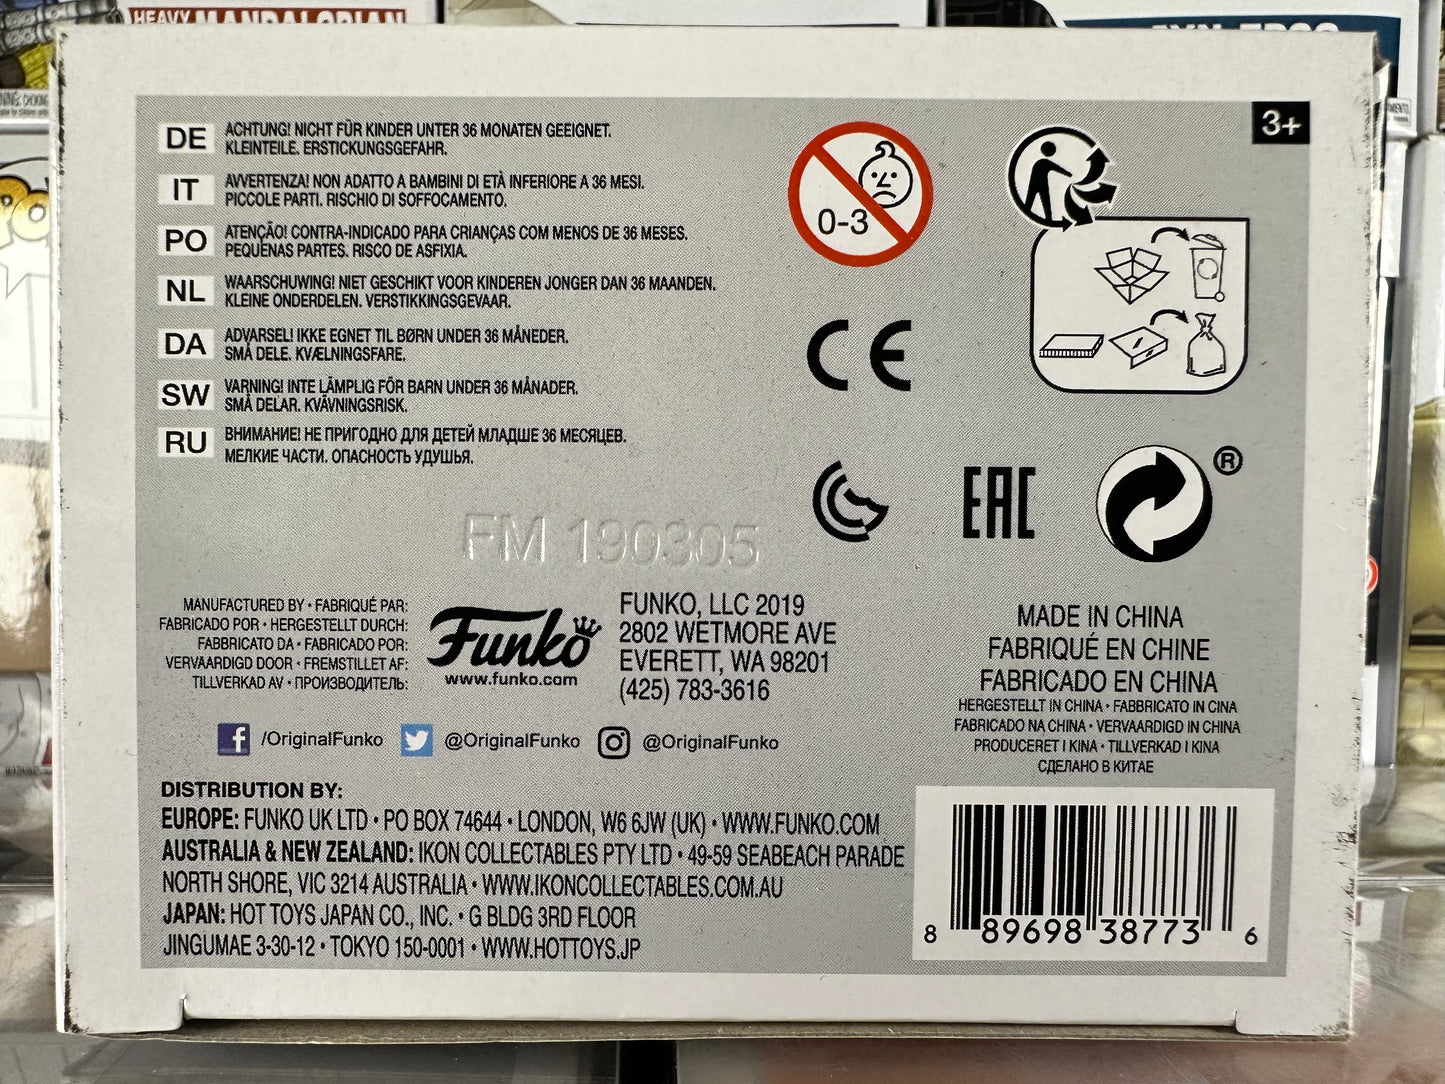 HEAVY MANDALORIAN
3+
DE ACHTUNG! NICHT FÜR KINDER UNTER 36 MONATEN GEEIGNET.
KLEINTEILE. ERSTICKUNGSGEFAHR.
IT AVVERTENZA! NON ADATTO A BAMBINI DI ETÀ INFERIORE A 36 MESI.
PICCOLE PARTI. RISCHIO DI SOFFOCAMENTO.
PO ATENÇÃO! CONTRA-INDICADO PARA CRIANÇAS COM MENOS DE 36 MESES.
PEQUENAS PARTES. RISCO DE ASFIXIA.
NL WAARSCHUWING! NIET GESCHIKT VOOR KINDEREN JONGER DAN 36 MAANDEN.
KLEINE ONDERDELEN. VERSTIKKINGSGEVAAR.
DA ADVARSEL! IKKE EGNET TIL BØRN UNDER 36 MÅNEDER.
SMÅ DELE. KVÆLNINGSFARE.
SW VARNING! INTE LÄMPLIG FÖR BARN UNDER 36 MÅNADER.
SMÅ DELAR. KVÄVNINGSRISK.
RU ВНИМАНИЕ! НЕ ПРИГОДНО ДЛЯ ДЕТЕЙ МЛАДШЕ 36 МЕСЯЦЕВ.
МЕЛКИЕ ЧАСТИ. ОПАСНОСТЬ УДУШЬЯ.
0-3
CE
EAC
®
FM 190305
MANUFACTURED BY • FABRIQUÉ PAR:
FABRICADO POR • HERGESTELLT DURCH:
FABBRICATO DA • FABRICADO POR:
VERVAARDIGD DOOR • FREMSTILLET AF:
TILLVERKAD AV • ПРОИЗВОДИТЕЛЬ:
Funko
www.funko.com
FUNKO, LLC 2019
2802 WETMORE AVE
EVERETT, WA 98201
(425) 783-3616
MADE IN CHINA
FABRIQUÉ EN CHINE
FABRICADO EN CHINA
HERGESTELLT IN CHINA • FABBRICATO IN CINA
FABRICADO NA CHINA • VERVAARDIGD IN CHINA
PRODUCERET I KINA • TILLVERKAD I KINA
СДЕЛАНО В КИТАЕ
f /OriginalFunko @OriginalFunko @OriginalFunko
DISTRIBUTION BY:
EUROPE: FUNKO UK LTD • PO BOX 74644 • LONDON, W6 6JW (UK) • WWW.FUNKO.COM
AUSTRALIA & NEW ZEALAND: IKON COLLECTABLES PTY LTD • 49-59 SEABEACH PARADE
NORTH SHORE, VIC 3214 AUSTRALIA • WWW.IKONCOLLECTABLES.COM.AU
JAPAN: HOT TOYS JAPAN CO., INC. • G BLDG 3RD FLOOR
JINGUMAE 3-30-12 • TOKYO 150-0001 • WWW.HOTTOYS.JP
8 89698 38773 6